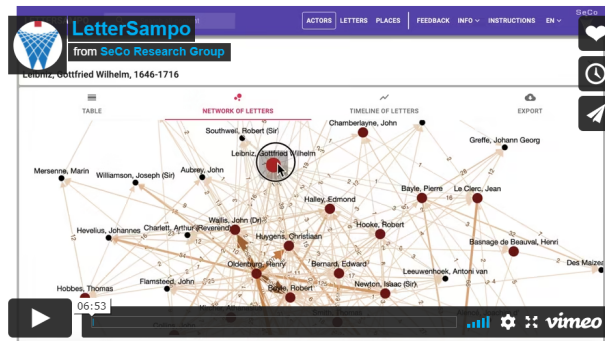 SeCo
LetterSampo
from SeCo Research Group
ACTORS LETTERS PLACES FEEDBACK INFO INSTRUCTIONS EN
Leibniz, Gottfried Wilhelm, 1646-1716
TABLE NETWORK OF LETTERS TIMELINE OF LETTERS EXPORT
Chamberlayne, John
Southwell, Robert (Sir)
Greffe, Johann Georg
Leibniz, Gottfried Wilhelm
Mersenne, Marin
Williamson, Joseph (Sir)
Aubrey, John
Bayle, Pierre
Le Clerc, Jean
Halley, Edmond
Wallis, John (Dr)
Hooke, Robert
Hevelius, Johannes
Charlett, Arthur (Reverend)
Huygens, Christiaan
Basnage de Beauval, Henri
Oldenburg, Henry
Bernard, Edward
Leeuwenhoek, Antoni van
Des Maizea
Hobbes, Thomas
Flamsteed, John
Boyle, Robert
Newton, Isaac (Sir)
06:53
vimeo